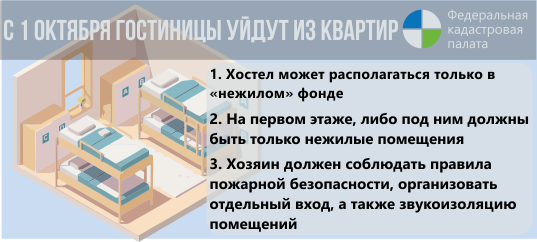 С 1 ОКТЯБРЯ ГОСТИНИЦЫ УЙДУТ ИЗ КВАРТИР
Федеральная
кадастровая
палата
1. Хостел может располагаться только в
«нежилом» фонде
2. На первом этаже, либо под ним должны
быть только нежилые помещения
3. Хозяин должен соблюдать правила
пожарной безопасности, организовать
отдельный вход, а также звукоизоляцию
помещений
A
B
C
D